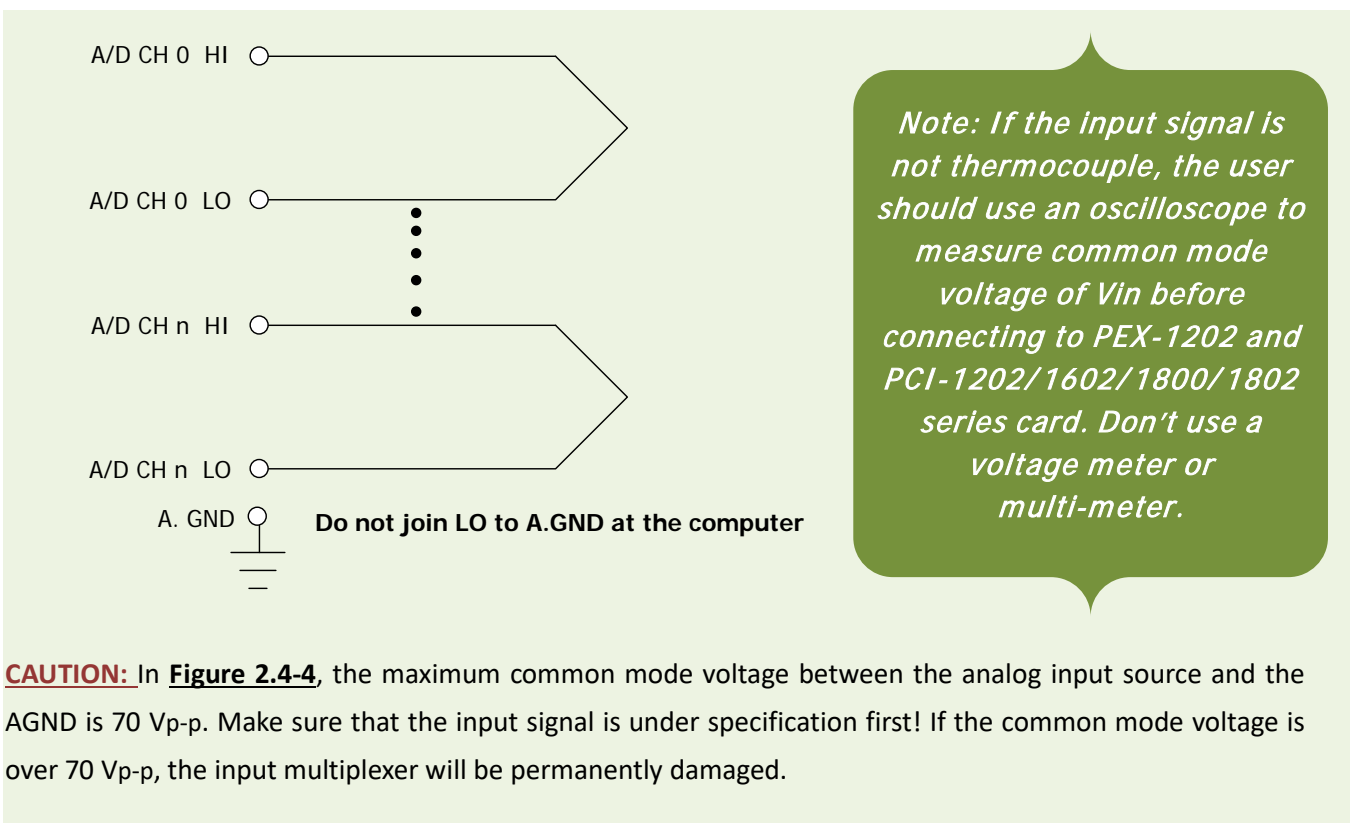 A/D CH 0 HI
A/D CH 0 LO
A/D CH n HI
A/D CH n LO
A. GND
Do not join LO to A.GND at the computer
Note: If the input signal is
not thermocouple, the user
should use an oscilloscope to
measure common mode
voltage of Vin before
connecting to PEX-1202 and
PCI-1202/1602/1800/1802
series card. Don't use a
voltage meter or
multi-meter.
CAUTION: In Figure 2.4-4, the maximum common mode voltage between the analog input source and the
AGND is 70 Vp-p. Make sure that the input signal is under specification first! If the common mode voltage is
over 70 Vp-p, the input multiplexer will be permanently damaged.